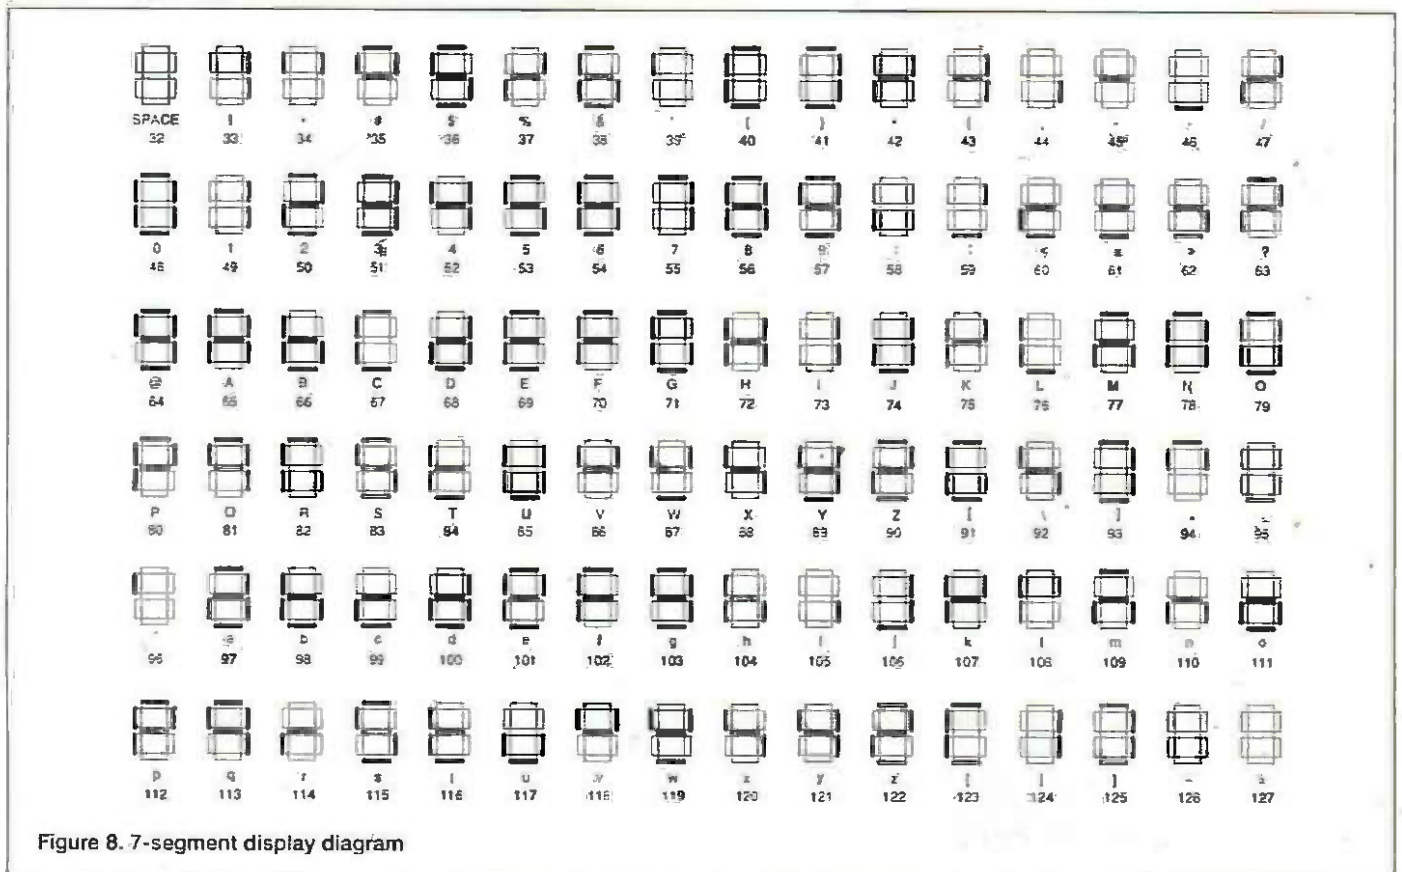 SPACE ! " # $ % & ' ( ) * ( , - . /
32 33 34 35 36 37 38 39 40 41 42 43 44 45 46 47
0 1 2 3 4 5 6 7 8 9 : ; < = > ?
48 49 50 51 52 53 54 55 56 57 58 59 60 61 62 63
@ A B C D E F G H I J K L M N O
64 65 66 67 68 69 70 71 72 73 74 75 76 77 78 79
P Q R S T U V W X Y Z [ \ ]
80 81 82 83 84 85 86 87 88 89 90 91 92 93 94 95
a b c d e f g h i j k l m n o
96 97 98 99 100 101 102 103 104 105 106 107 108 109 110 111
p q r s t u v w x y z
112 113 114 115 116 117 118 119 120 121 122 123 124 125 126 127
Figure 8. 7-segment display diagram